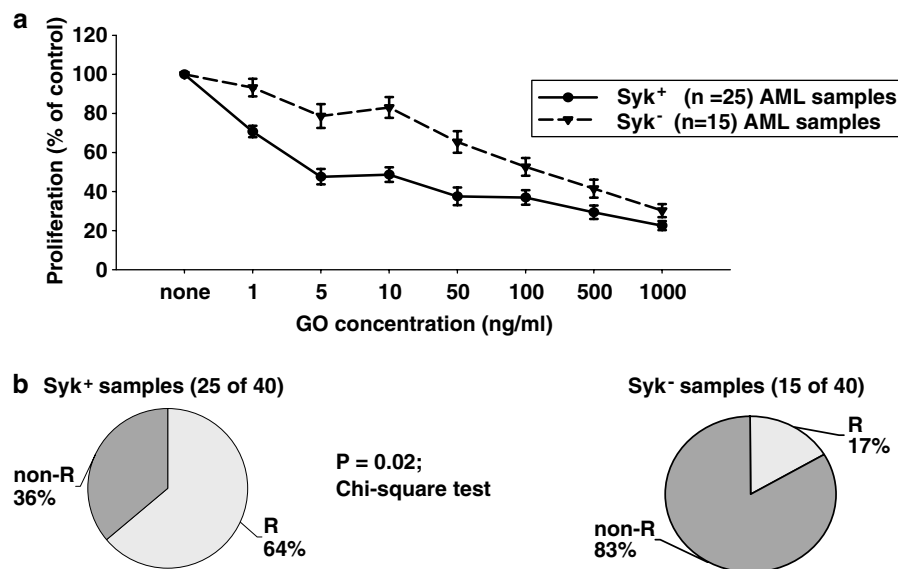 a
120
100
80
60
40
20
0
Proliferation (% of control)
none 1 5 10 50 100 500 1000
GO concentration (ng/ml)
Syk+ (n =25) AML samples
Syk- (n=15) AML samples
b Syk+ samples (25 of 40)
non-R
36%
R
64%
P = 0.02;
Chi-square test
Syk- samples (15 of 40)
R
17%
non-R
83%